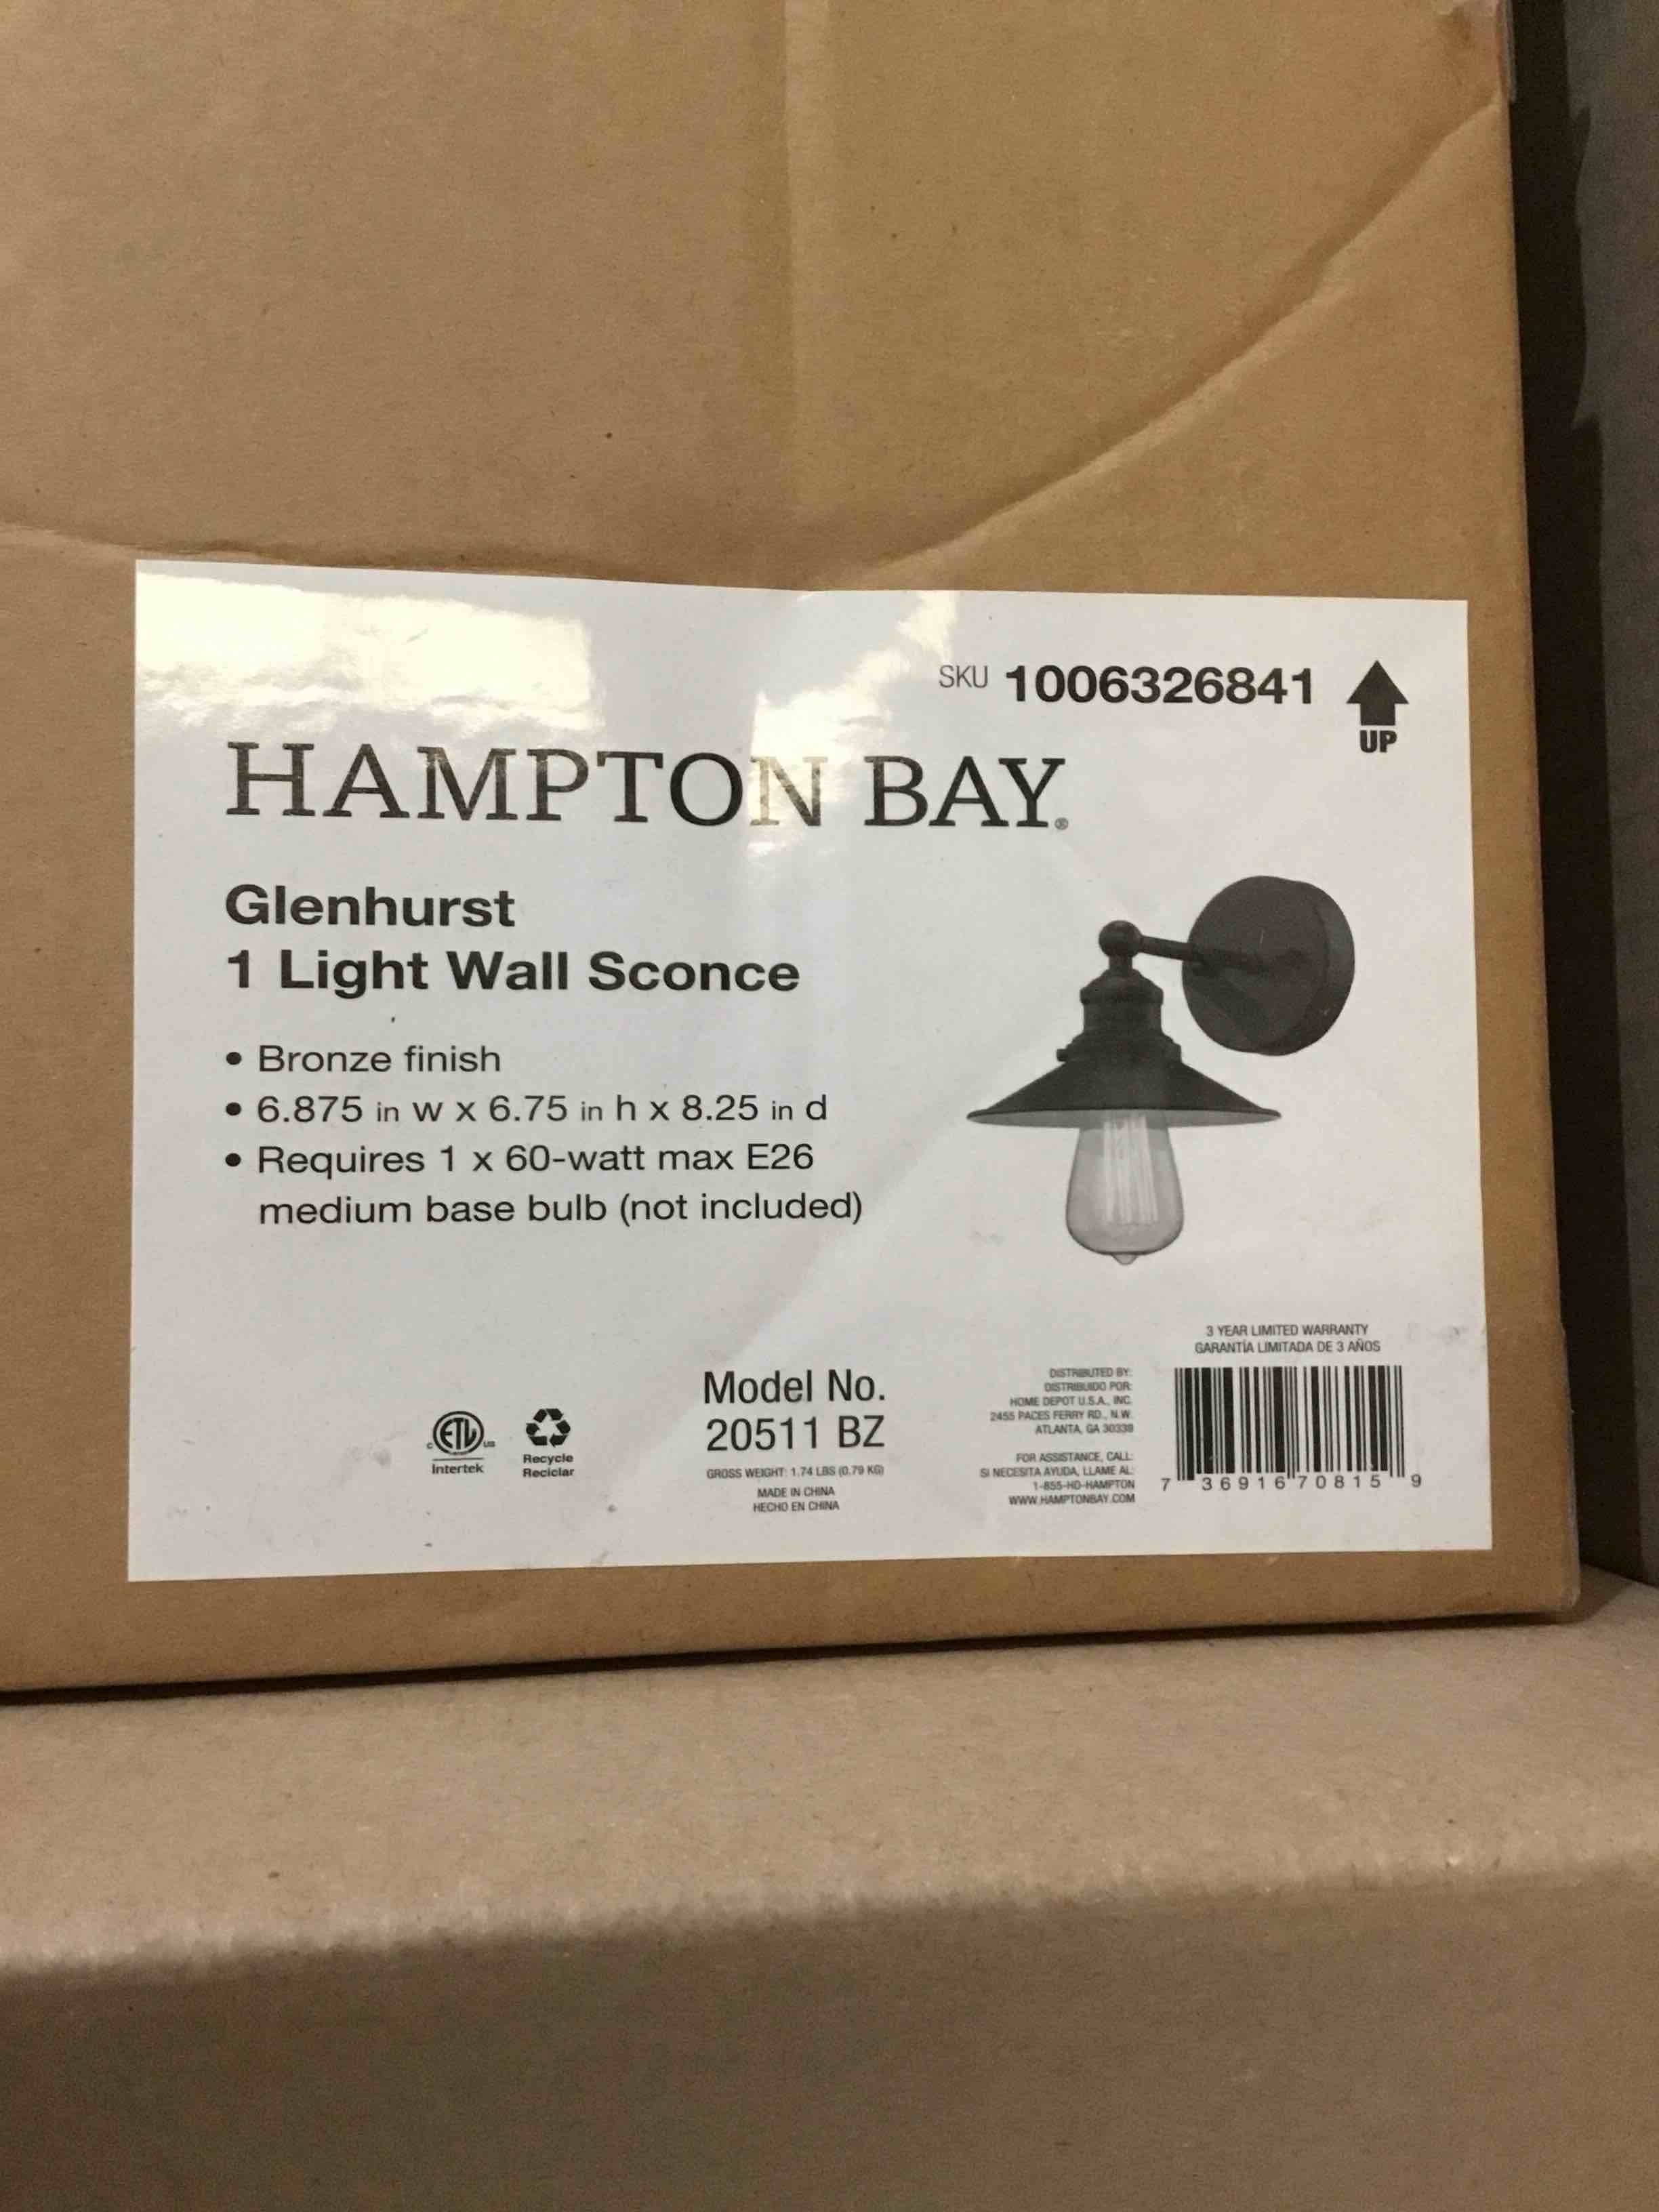 SKU 1006326841
UP
HAMPTON BAY®
Glenhurst
1 Light Wall Sconce
• Bronze finish
• 6.875 in w x 6.75 in h x 8.25 in d
• Requires 1 x 60-watt max E26
medium base bulb (not included)
C ETL US
Intertek
Recycle
Reciclar
Model No.
20511 BZ
GROSS WEIGHT: 1.74 LBS (0.79 KG)
MADE IN CHINA
HECHO EN CHINA
DISTRIBUTED BY:
DISTRIBUIDO POR:
HOME DEPOT U.S.A., INC.
2455 PACES FERRY RD., N.W.
ATLANTA, GA 30339
FOR ASSISTANCE, CALL:
SI NECESITA AYUDA, LLAME AL:
1-855-HD-HAMPTON
WWW.HAMPTONBAY.COM
3 YEAR LIMITED WARRANTY
GARANTÍA LIMITADA DE 3 AÑOS
7 36916 70815 9